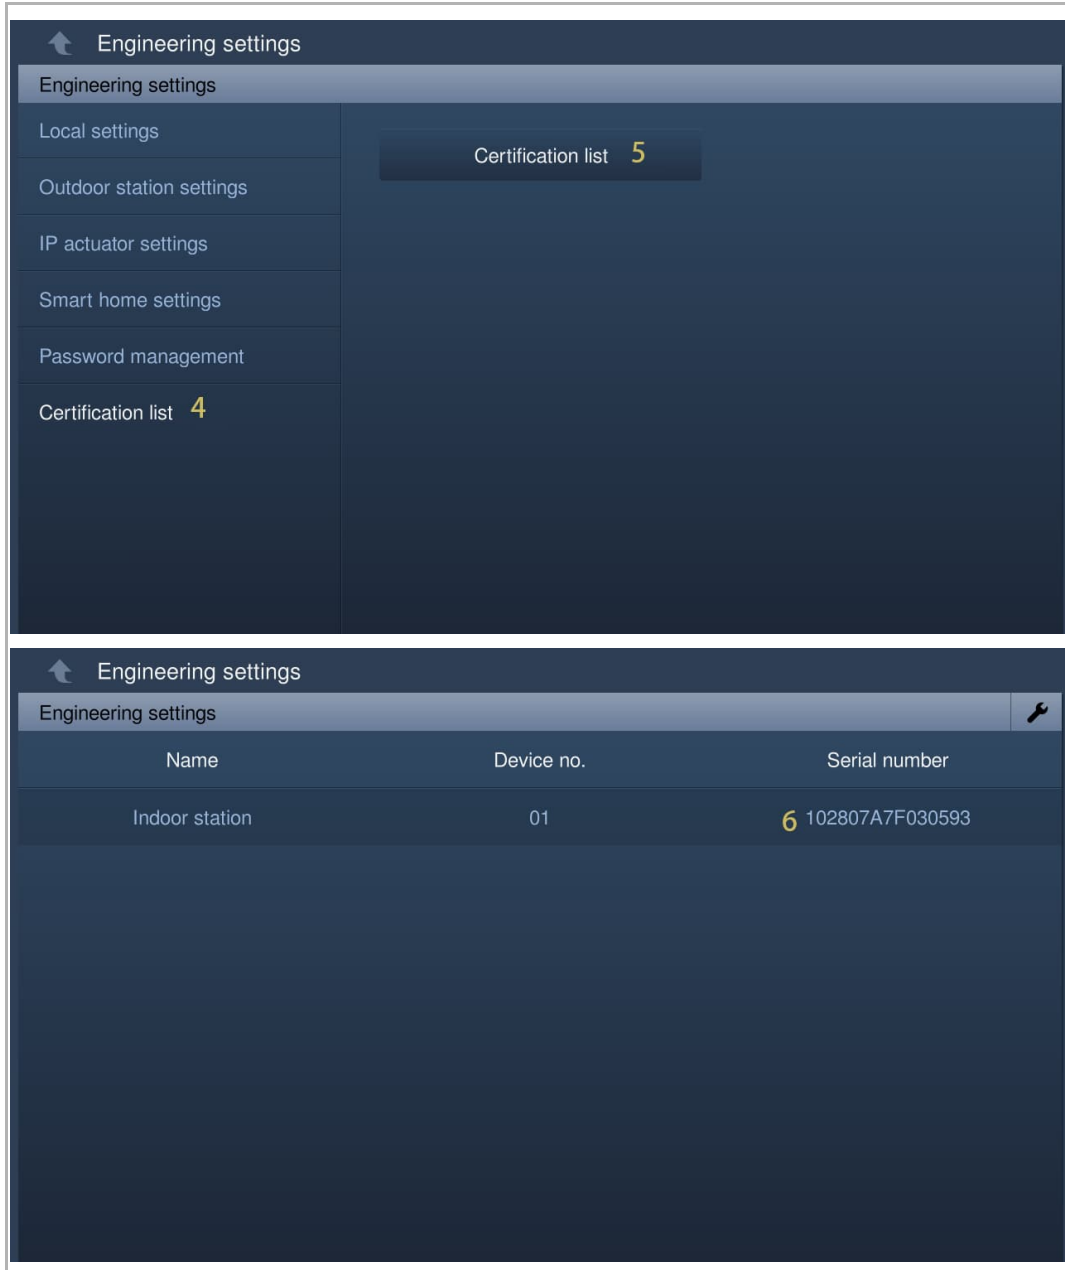 Engineering settings
Engineering settings
Local settings
Certification list 5
Outdoor station settings
IP actuator settings
Smart home settings
Password management
Certification list 4
Engineering settings
Engineering settings
Name Device no. Serial number
Indoor station 01 6 102807A7F030593